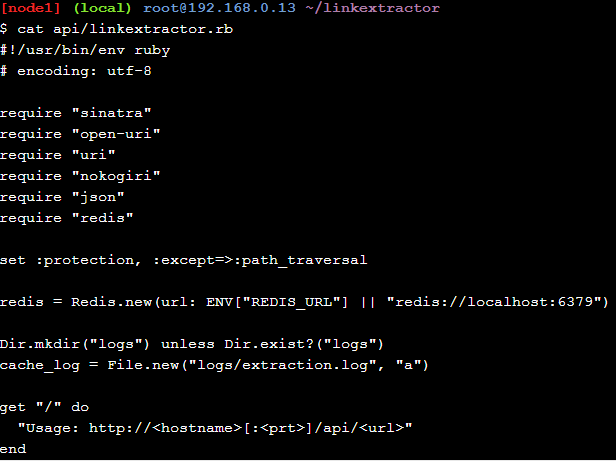 [node1] (local) root@192.168.0.13 ~/linkextractor
$ cat api/linkextractor.rb
#!/usr/bin/env ruby
# encoding: utf-8
require "sinatra"
require "open-uri"
require "uri"
require "nokogiri"
require "json"
require "redis"
set :protection, :except=>:path_traversal
redis = Redis.new(url: ENV["REDIS_URL"] || "redis://localhost:6379")
Dir.mkdir("logs") unless Dir.exist?("logs")
cache_log = File.new("logs/extraction.log", "a")
get "/" do
  "Usage: http://<hostname>[:<prt>]/api/<url>"
end